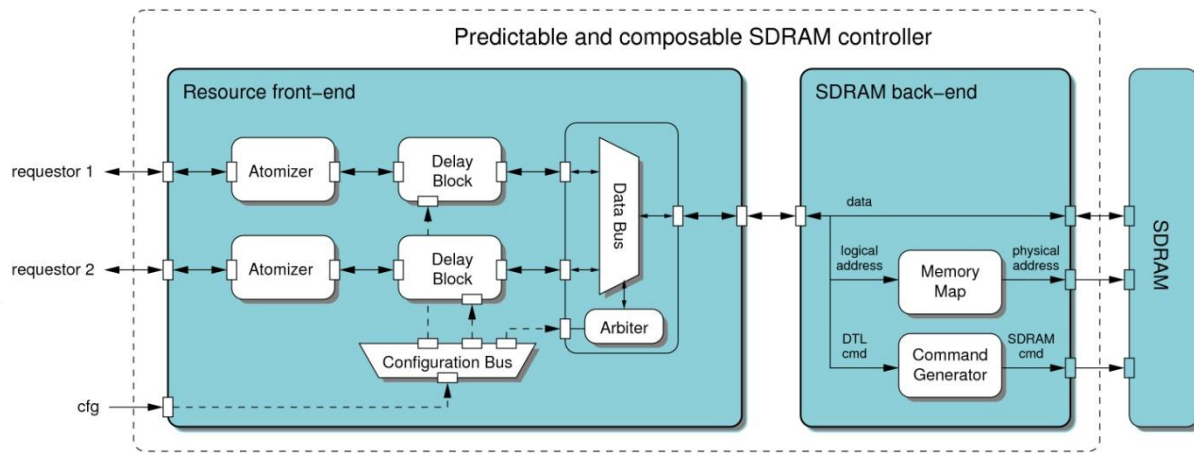 Predictable and composable SDRAM controller
Resource front-end
SDRAM back-end
requestor 1
Atomizer
Delay
Block
Data Bus
data
SDRAM
requestor 2
Atomizer
Delay
Block
logical
address
Memory
Map
physical
address
Arbiter
Configuration Bus
DTL
cmd
Command
Generator
SDRAM
cmd
cfg